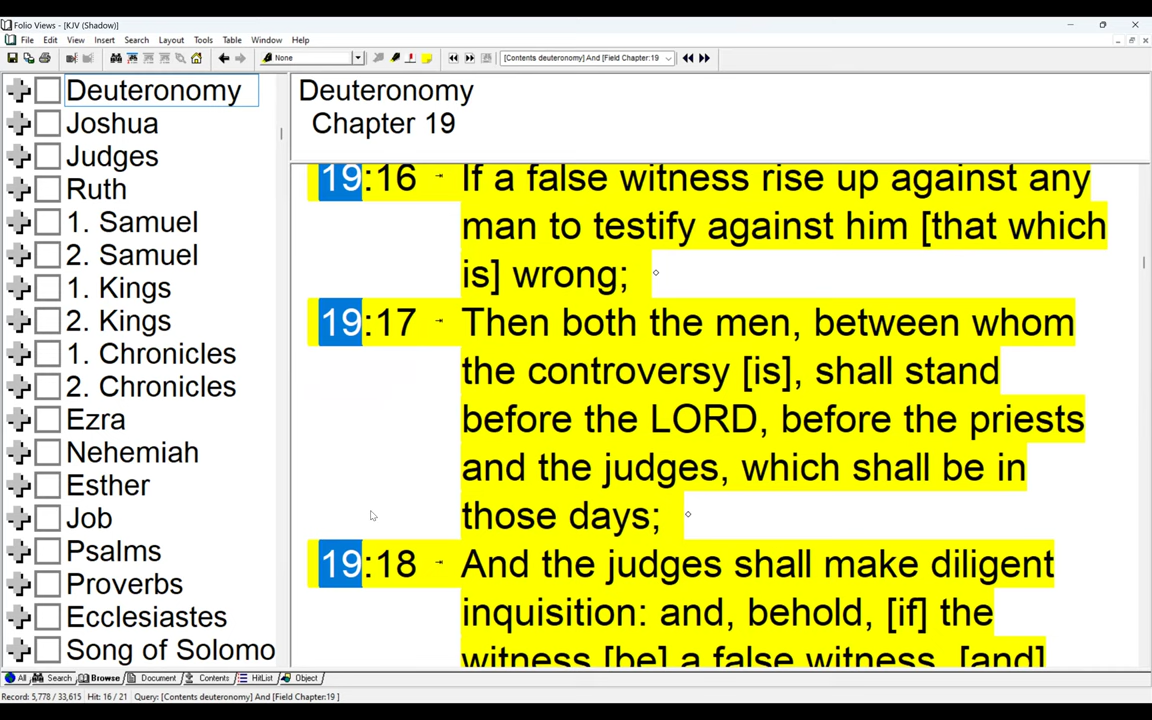 Folio Views - [KJV (Shadow)]
File Edit View Insert Search Layout Tools Table Window Help
None
[Contents deuteronomy] And [Field Chapter:19
Deuteronomy
Joshua
Judges
Ruth
1. Samuel
2. Samuel
1. Kings
2. Kings
1. Chronicles
2. Chronicles
Ezra
Nehemiah
Esther
Job
Psalms
Proverbs
Ecclesiastes
Song of Solomo
Deuteronomy
Chapter 19
19:16 If a false witness rise up against any
man to testify against him [that which
is] wrong;
19:17 Then both the men, between whom
the controversy [is], shall stand
before the LORD, before the priests
and the judges, which shall be in
those days;
19:18 And the judges shall make diligent
inquisition: and, behold, [if] the
witness [be] a false witness, [and]
All Search Browse Document Contents HitList Object
Record: 5,778 / 33,615 Hit: 16 / 21 Query: [Contents deuteronomy] And [Field Chapter:19 ]